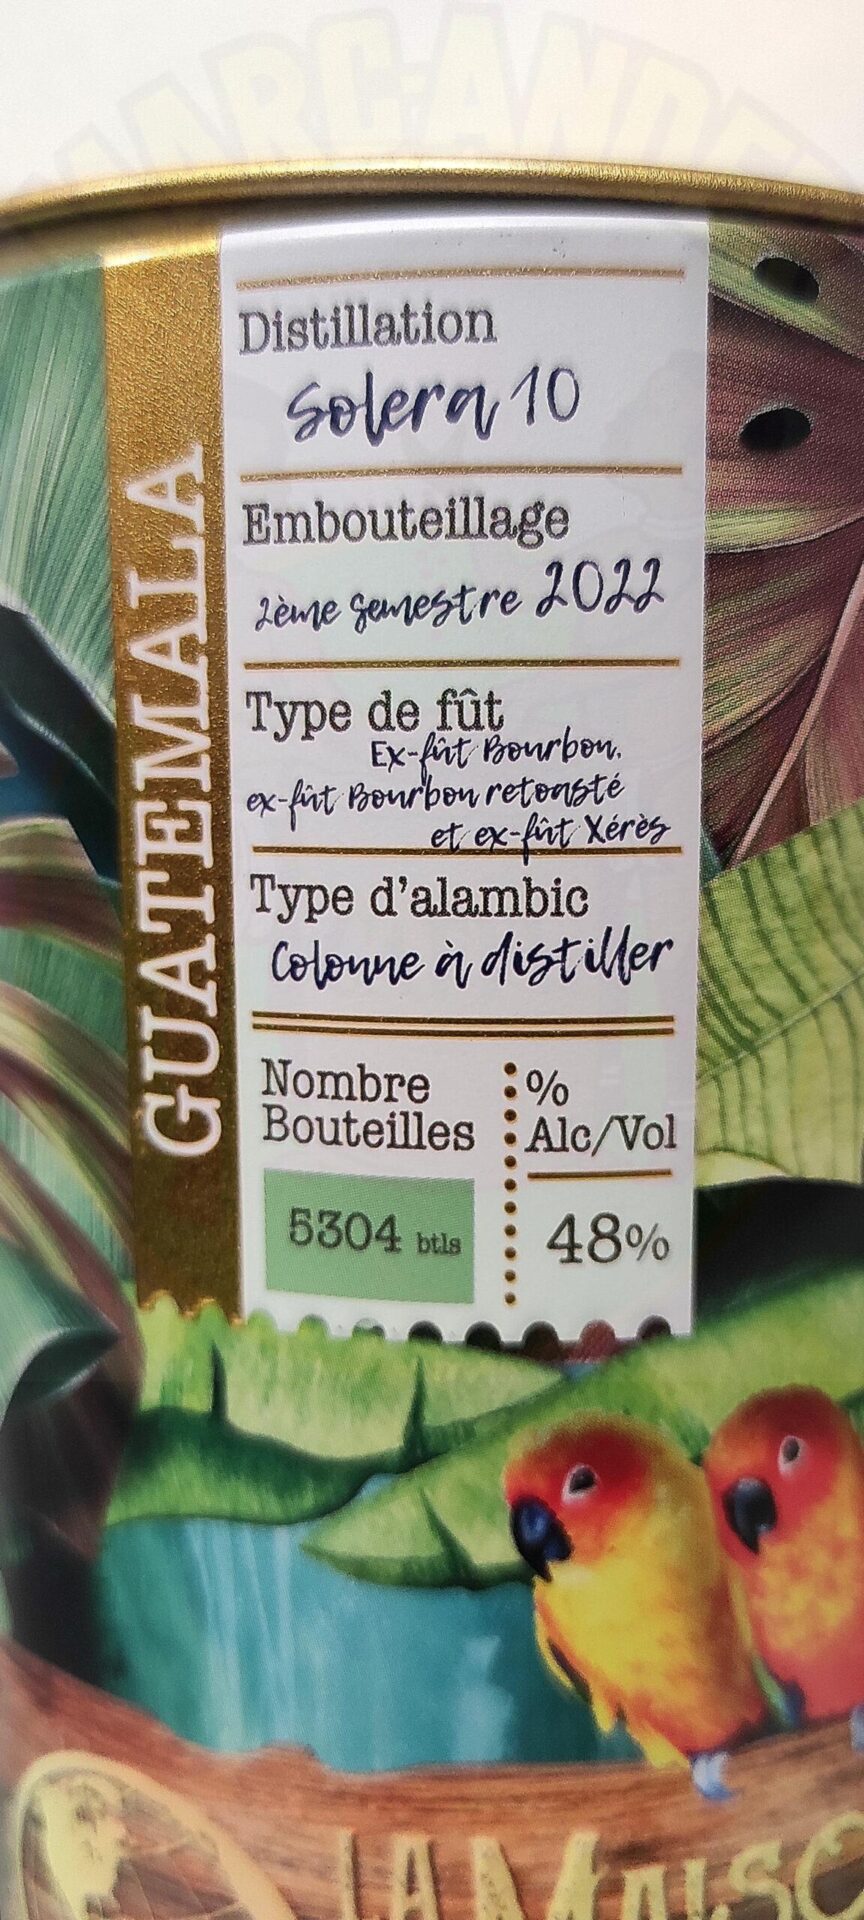 GUATEMALA
Distillation
Solera 10
Embouteillage
2ème semestre 2022
Type de fût
Ex-fût Bourbon,
ex-fût Bourbon retoasté
et ex-fût Xérès
Type d'alambic
Colonne à distiller
Nombre
Bouteilles
5304 btls
%
Alc/Vol
48%
LA